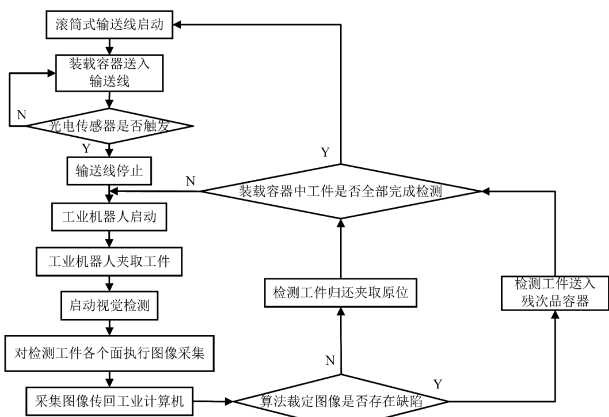 滚筒式输送线启动
装载容器送入
输送线
N
光电传感器是否触发
Y
输送线停止
Y
N
装载容器中工件是否全部完成检测
工业机器人启动
工业机器人夹取工件
检测工件归还夹取原位
检测工件送入
残次品容器
启动视觉检测
对检测工件各个面执行图像采集
N
Y
采集图像传回工业计算机
算法裁定图像是否存在缺陷